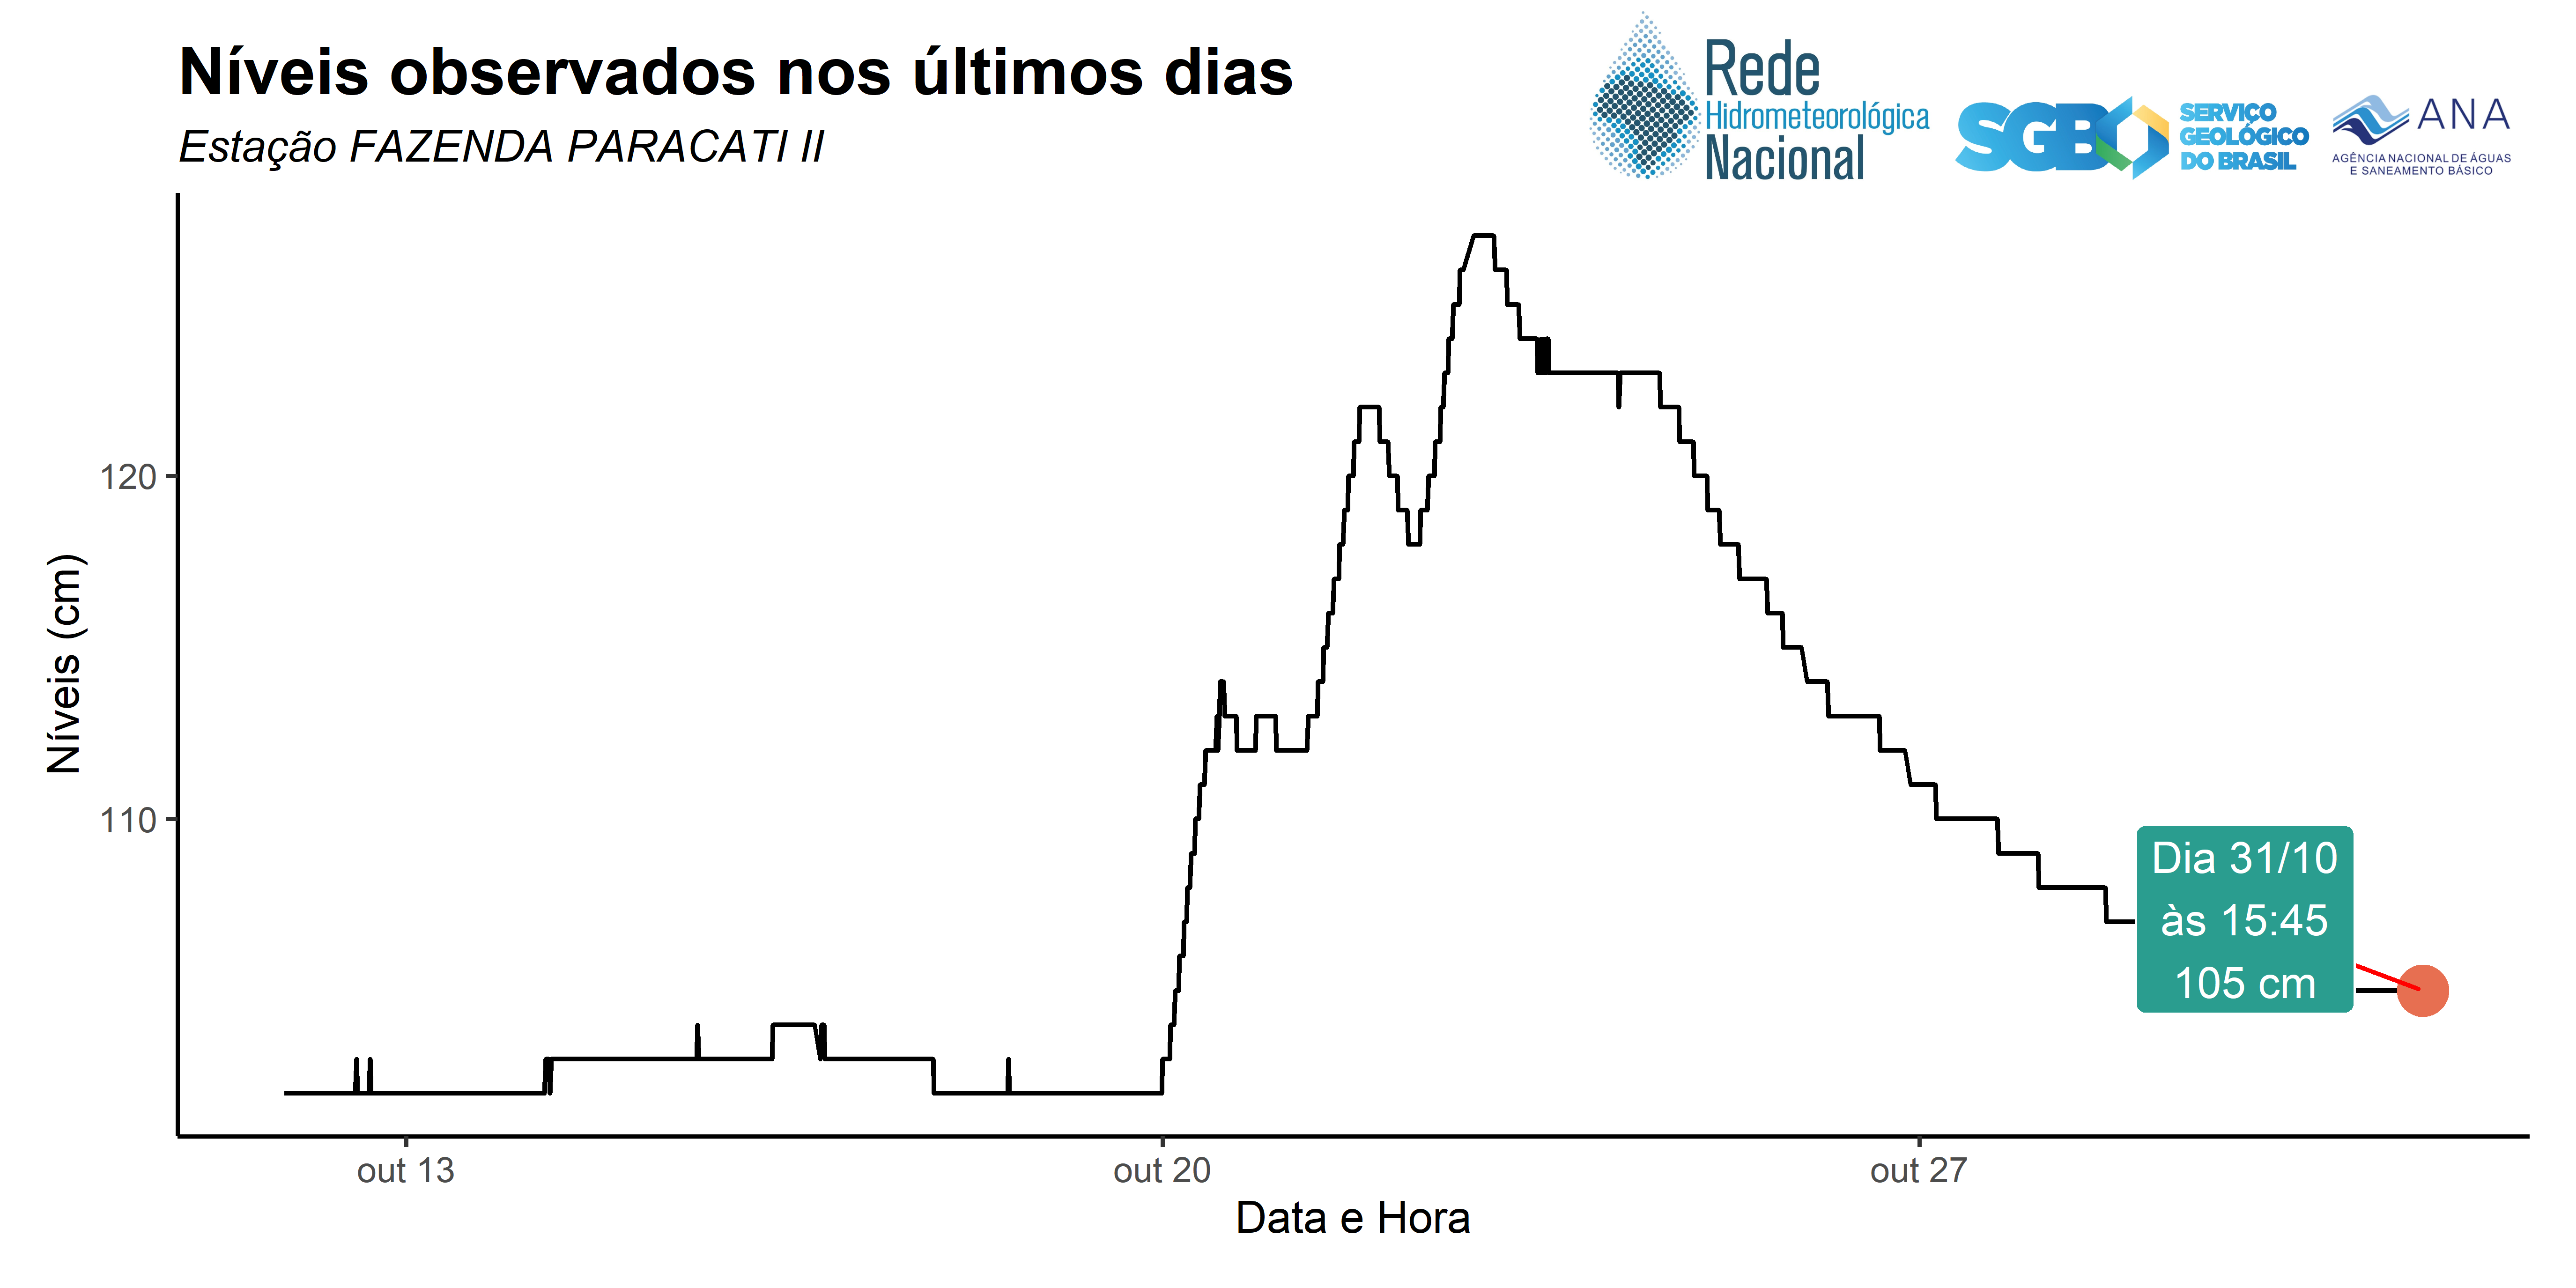 Níveis observados nos últimos dias
Estação FAZENDA PARACATI II
Rede
Hidrometeorológica
Nacional
SGB
SERVIÇO
GEOLÓGICO
DO BRASIL
ANA
AGÊNCIA NACIONAL DE ÁGUAS
E SANEAMENTO BÁSICO
Níveis (cm)
120
110
Dia 31/10
às 15:45
105 cm
out 13
out 20
out 27
Data e Hora